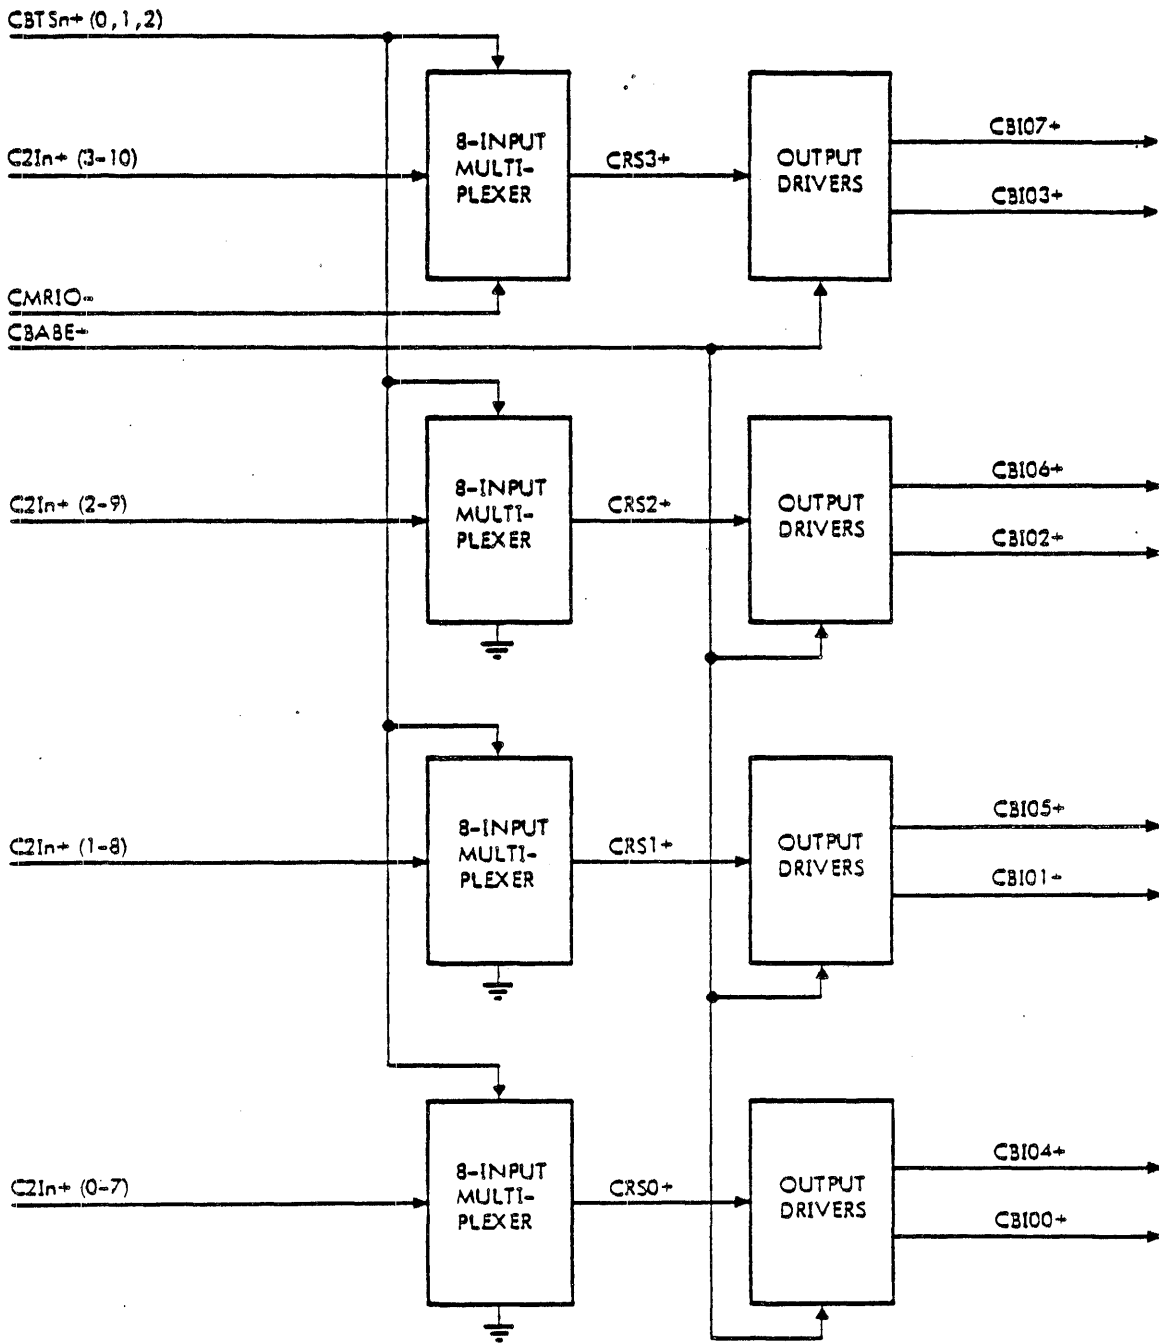 CBTSn+ (0,1,2)
8-INPUT
MULTI-
PLEXER
C2In+ (3-10)
CRS3+
OUTPUT
DRIVERS
CBI07+
CBI03+
CMRIO-
CBABE+
8-INPUT
MULTI-
PLEXER
C2In+ (2-9)
CRS2+
OUTPUT
DRIVERS
CBI06+
CBI02+
8-INPUT
MULTI-
PLEXER
C2In+ (1-8)
CRS1+
OUTPUT
DRIVERS
CBI05+
CBI01+
8-INPUT
MULTI-
PLEXER
C2In+ (0-7)
CRS0+
OUTPUT
DRIVERS
CBI04+
CBI00+